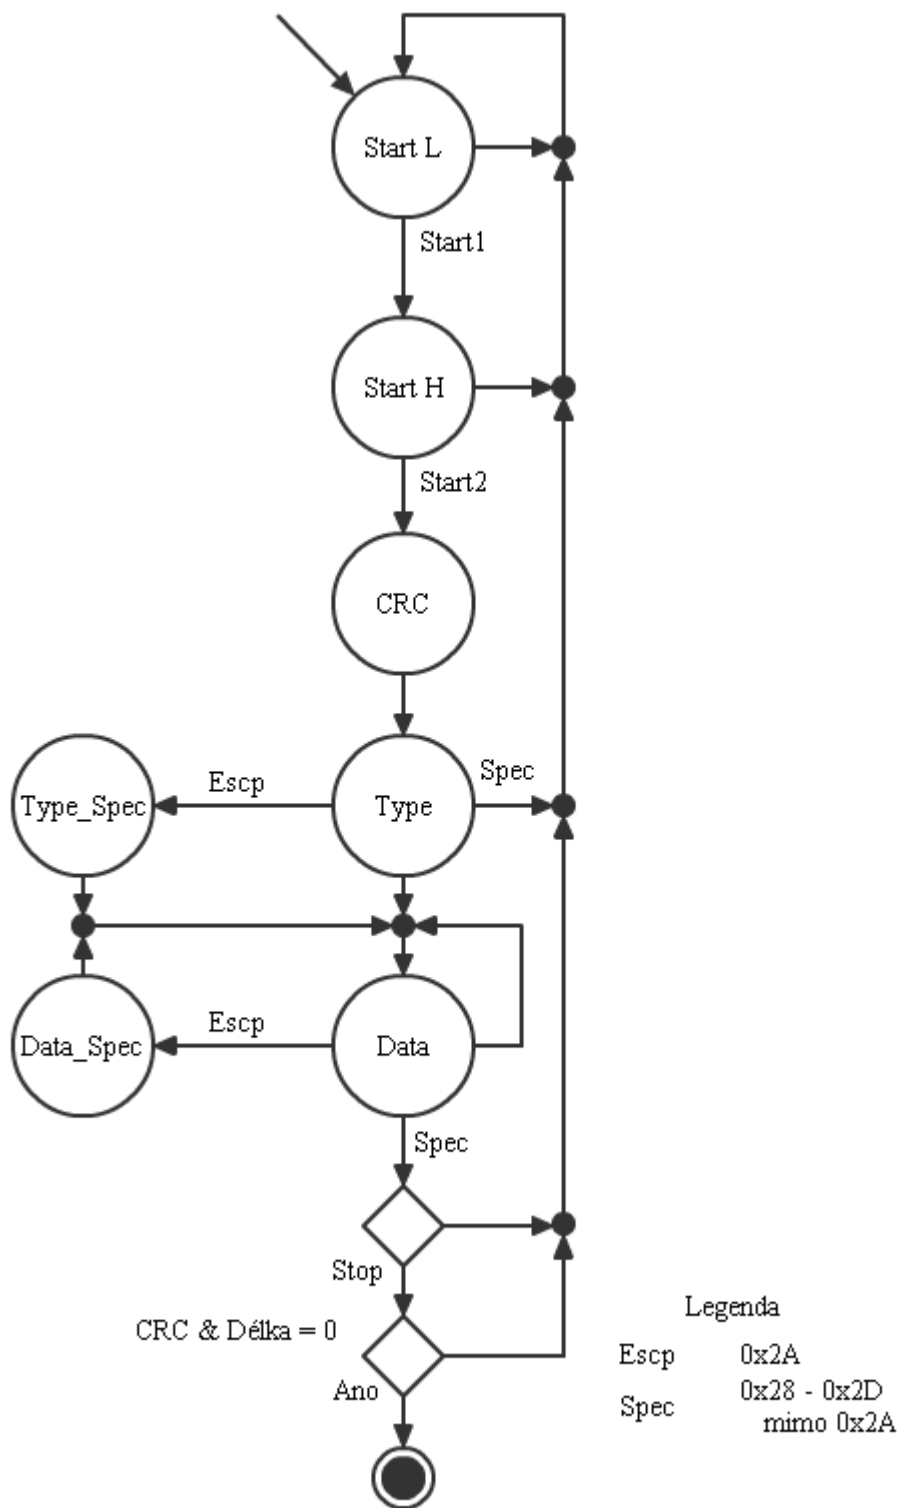 Start L
Start1
Start H
Start2
CRC
Type_Spec
Escp
Type
Spec
Data_Spec
Escp
Data
Spec
Stop
CRC & Délka = 0
Ano
Legenda
Escp 0x2A
Spec 0x28 - 0x2D
mimo 0x2A